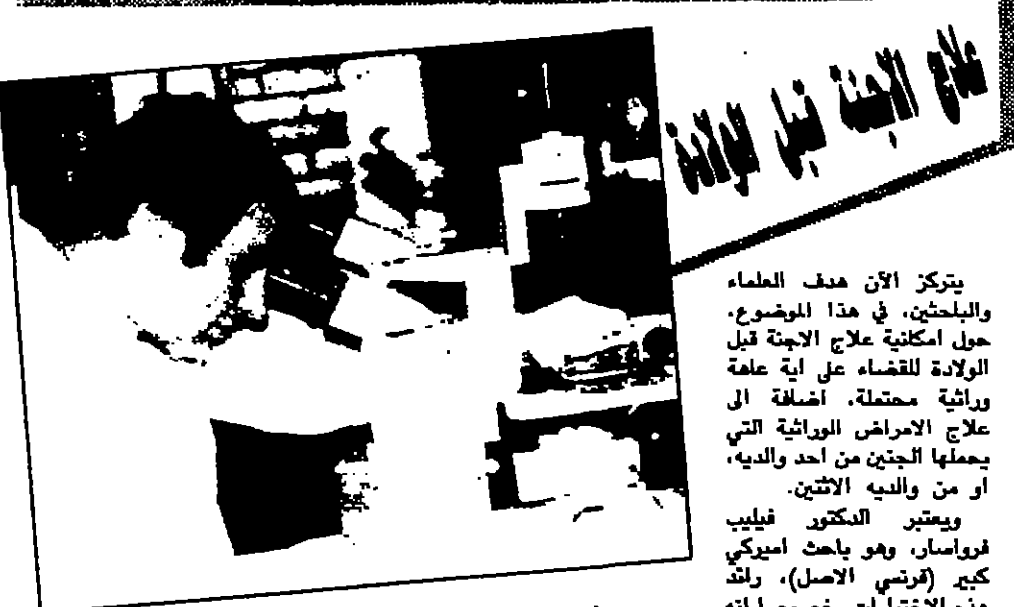 علاج الاجنة قبل الولادة
يتركز الآن هدف العلماء
والباحثين، في هذا الموضوع،
حول امكانية علاج الاجنة قبل
الولادة للقضاء على اية عاهة
وراثية محتملة، اضافة الى
علاج الامراض الوراثية التي
يحملها الجنين من احد والديه،
او من والديه الاثنين.
ويعتبر الدكتور فيليب
فرواسار، وهو باحث اميركي
كبير (فرنسي الاصل)، رائد
هذه الاختبارات